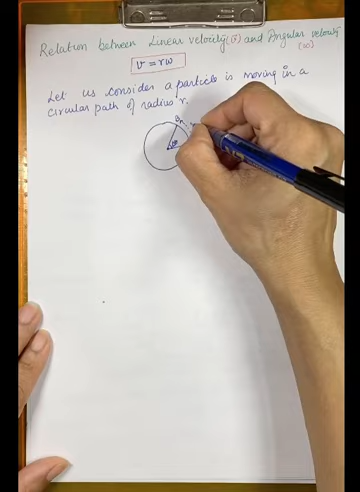 Relation between Linear velocity (v) and Angular velocity
(ω)
v = rω
Let us consider a particle is moving in a
circular path of radius r.